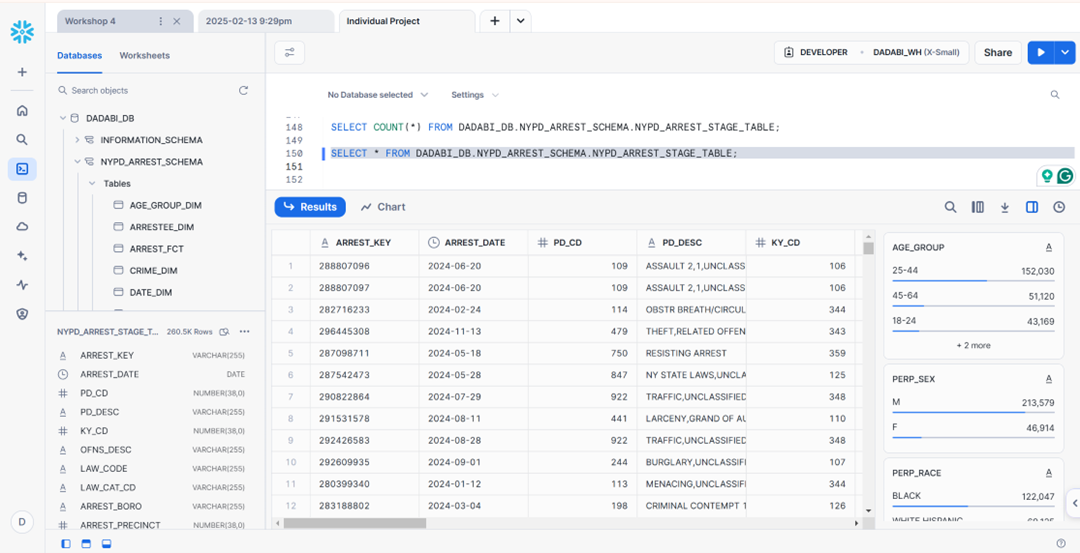 Workshop 4
2025-02-13 9:29pm
Individual Project
Databases
Worksheets
DEVELOPER
DADABI_WH (X-Small)
Share
Search objects
No Database selected
Settings
DADABI_DB
INFORMATION_SCHEMA
NYPD_ARREST_SCHEMA
Tables
AGE_GROUP_DIM
ARRESTEE_DIM
ARREST_FCT
CRIME_DIM
DATE_DIM
148 SELECT COUNT(*) FROM DADABI_DB.NYPD_ARREST_SCHEMA.NYPD_ARREST_STAGE_TABLE;
149
150 SELECT * FROM DADABI_DB.NYPD_ARREST_SCHEMA.NYPD_ARREST_STAGE_TABLE;
151
152
Results
Chart
NYPD_ARREST_STAGE_T... 260.5K Rows
ARREST_KEY VARCHAR(255)
ARREST_DATE DATE
PD_CD NUMBER(38,0)
PD_DESC VARCHAR(255)
KY_CD NUMBER(38,0)
OFNS_DESC VARCHAR(255)
LAW_CODE VARCHAR(255)
LAW_CAT_CD VARCHAR(255)
ARREST_BORO VARCHAR(255)
ARREST_PRECINCT NUMBER(38,0)
D
ARREST_KEY ARREST_DATE PD_CD PD_DESC KY_CD
1 288807096 2024-06-20 109 ASSAULT 2,1,UNCLASS 106
2 288807097 2024-06-20 109 ASSAULT 2,1,UNCLASS 106
3 282716233 2024-02-24 114 OBSTR BREATH/CIRCUL 344
4 296445308 2024-11-13 479 THEFT,RELATED OFFEN 343
5 287098711 2024-05-18 750 RESISTING ARREST 359
6 287542473 2024-05-28 847 NY STATE LAWS,UNCLA 125
7 290822864 2024-07-29 922 TRAFFIC,UNCLASSIFIED 348
8 291531578 2024-08-11 441 LARCENY,GRAND OF AU 110
9 292426583 2024-08-28 922 TRAFFIC,UNCLASSIFIED 348
10 292609935 2024-09-01 244 BURGLARY,UNCLASSIFI 107
11 280399340 2024-01-12 113 MENACING,UNCLASSIF 344
12 283188802 2024-03-04 198 CRIMINAL CONTEMPT 1 126
AGE_GROUP
25-44 152,030
45-64 51,120
18-24 43,169
+ 2 more
PERP_SEX
M 213,579
F 46,914
PERP_RACE
BLACK 122,047
WHITE HISPANIC